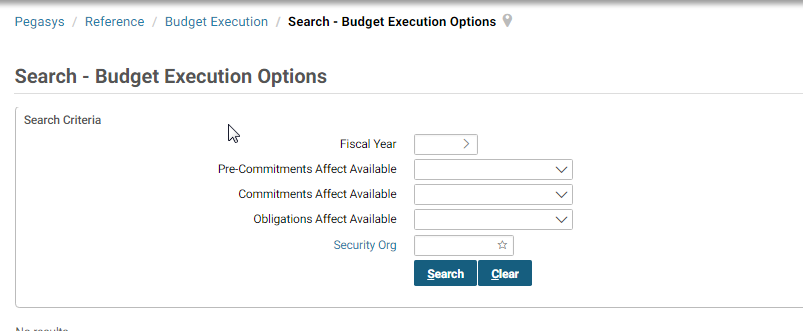 Pegasys / Reference / Budget Execution / Search - Budget Execution Options
Search - Budget Execution Options
Search Criteria
Fiscal Year
Pre-Commitments Affect Available
Commitments Affect Available
Obligations Affect Available
Security Org
Search Clear
No results